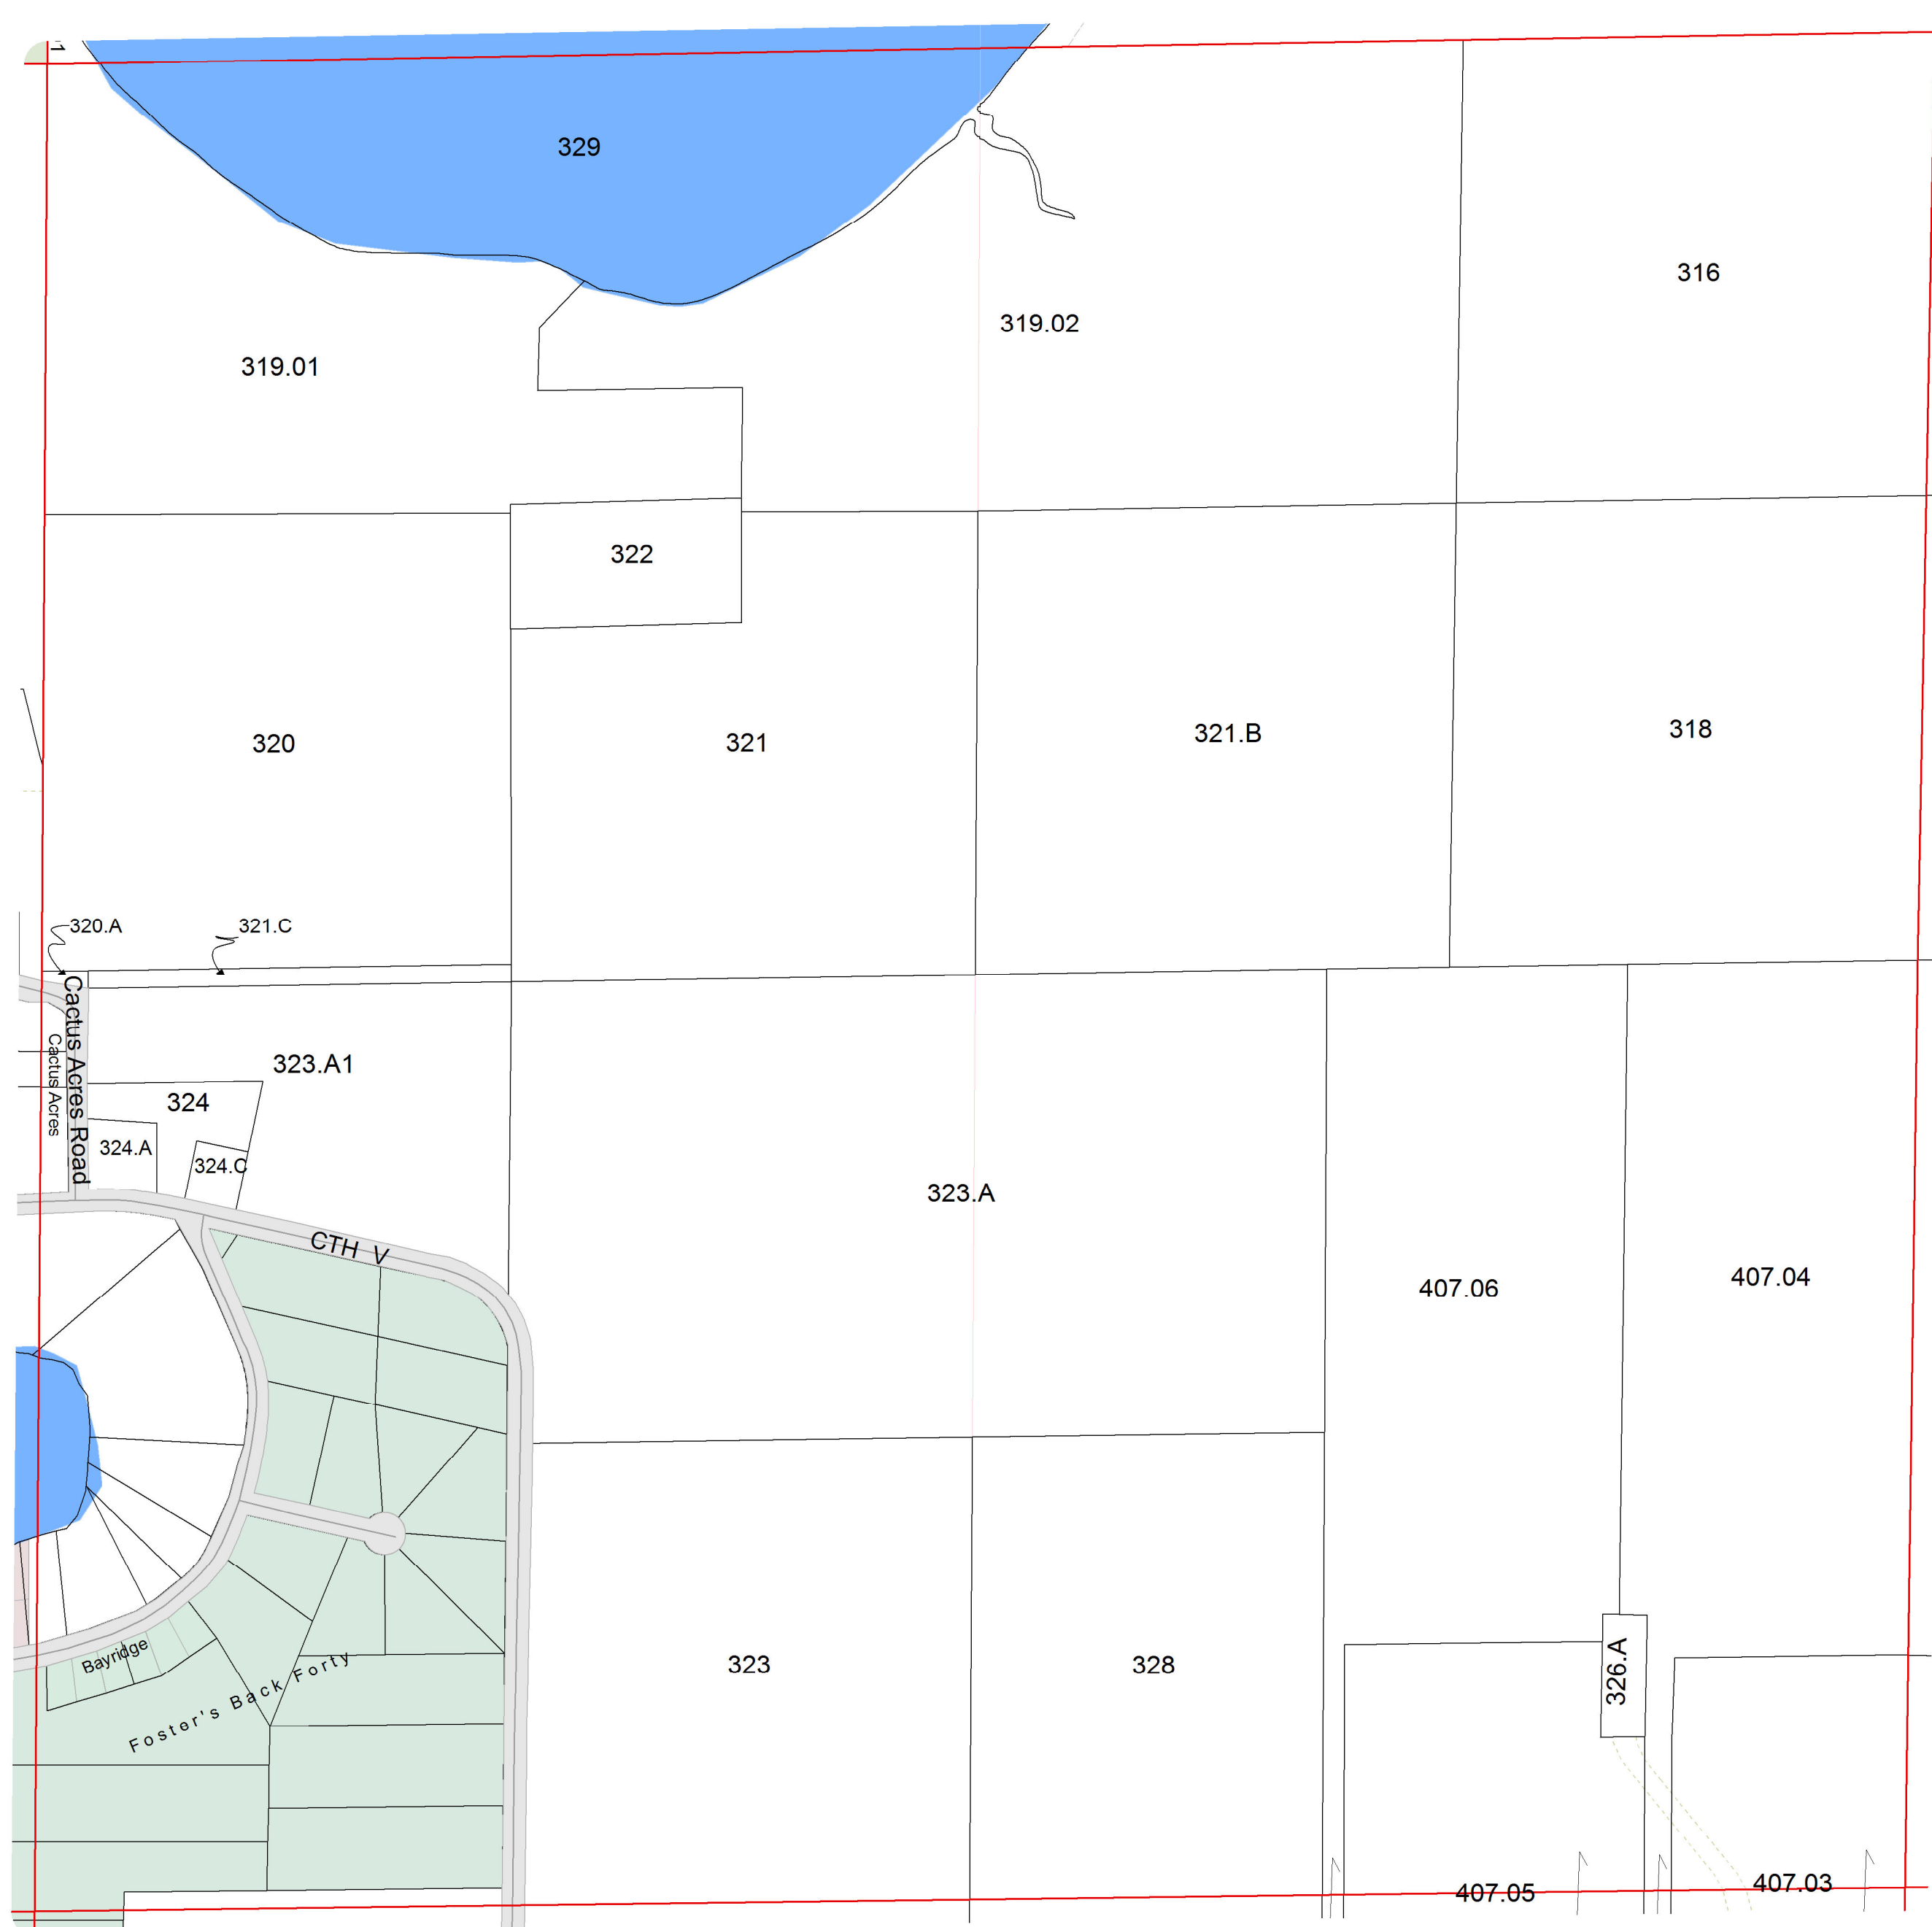 1
329
316
319.02
319.01
322
318
321.B
321
320
320.A
321.C
Cactus Acres Road
Cactus Acres
323.A1
324
324.A
324.C
323.A
CTH V
407.04
407.06
326.A
323
328
Bayridge
Foster's Back Forty
407.03
407.05